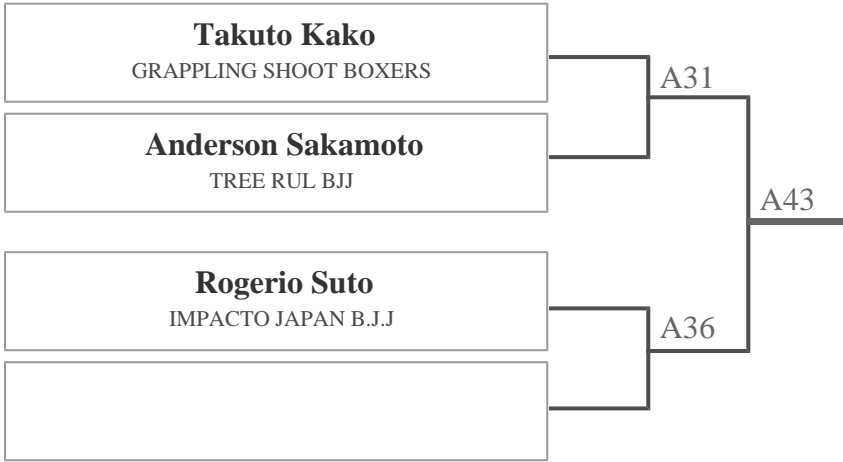 Takuto Kako
GRAPPLING SHOOT BOXERS
A31
Anderson Sakamoto
TREE RUL BJJ
A43
Rogerio Suto
IMPACTO JAPAN B.J.J
A36